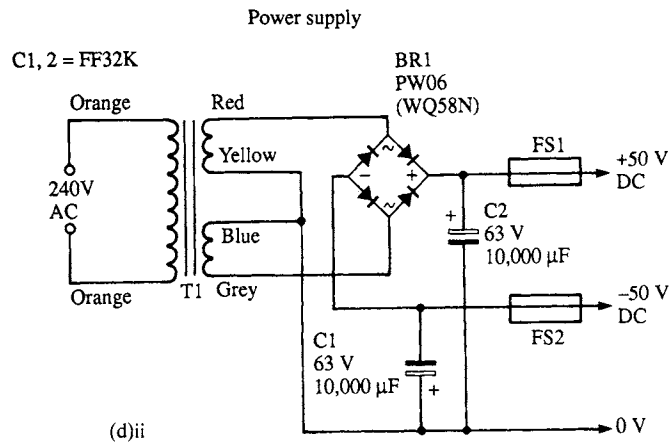 Power supply
C1, 2 = FF32K
BR1
PW06
(WQ58N)
Orange
Red
Yellow
240V
AC
Blue
Orange
T1
Grey
~
–
+
~
FS1
+50 V
DC
+
C2
63 V
10,000 µF
–50 V
DC
FS2
C1
63 V
10,000 µF
+
0 V
(d)ii